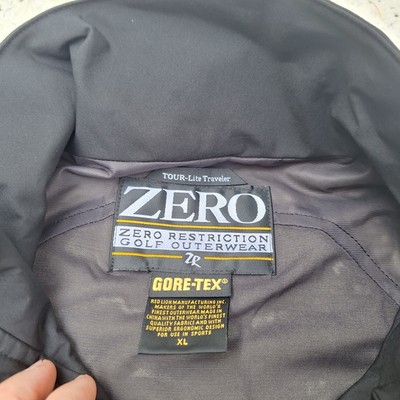 TOUR-Lite Traveler
ZERO
ZERO RESTRICTION
GOLF OUTERWEAR
ZR
GORE-TEX®
RED LION MANUFACTURING INC.
MAKERS OF THE WORLD'S
FINEST OUTERWEAR MADE IN
CHINA WITH THE WORLD'S FINEST
QUALITY FABRICS AND WITH
SUPERIOR ERGONOMIC DESIGN
FOR USE IN SPORTS
XL